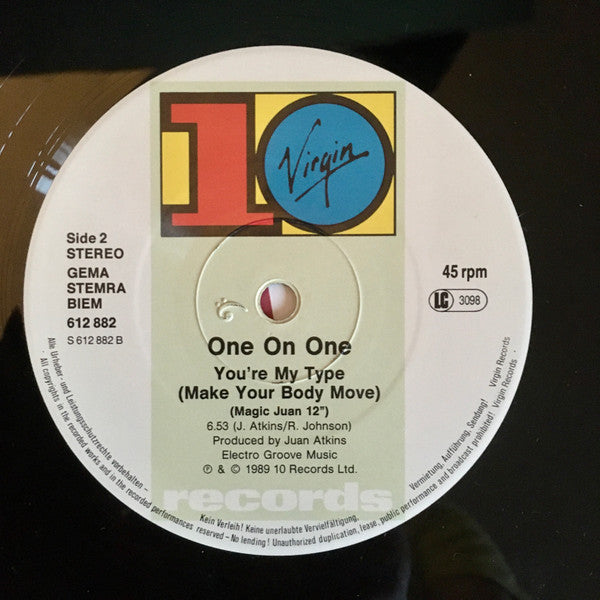 10
Virgin
Side 2
STEREO
GEMA
STEMRA
BIEM
612 882
S 612 882 B
45 rpm
LC 3098
One On One
You're My Type
(Make Your Body Move)
(Magic Juan 12")
6.53 (J. Atkins/R. Johnson)
Produced by Juan Atkins
Electro Groove Music
℗ & © 1989 10 Records Ltd.
records
Alle Urheber- und Leistungsschutzrechte vorbehalten – Kein Verleih! Keine unerlaubte Vervielfältigung, Vermietung, Aufführung, Sendung! Virgin Records
All copyrights in the recorded works and in the recorded performances reserved – No lending! Unauthorized duplication, lease, public performance and broadcast prohibited! Virgin Records